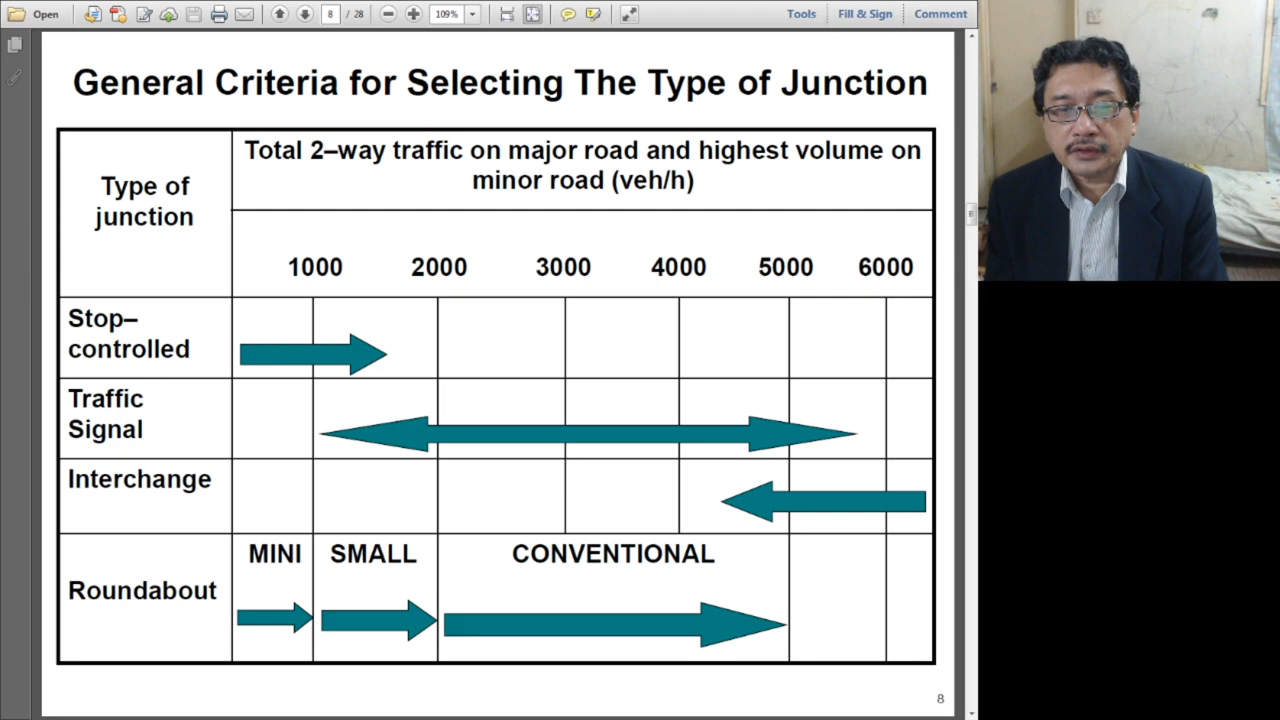 Open
8 / 28
109%
Tools
Fill & Sign
Comment
General Criteria for Selecting The Type of Junction
Type of
junction
Total 2–way traffic on major road and highest volume on
minor road (veh/h)
1000 2000 3000 4000 5000 6000
Stop–
controlled
Traffic
Signal
Interchange
MINI SMALL CONVENTIONAL
Roundabout
8